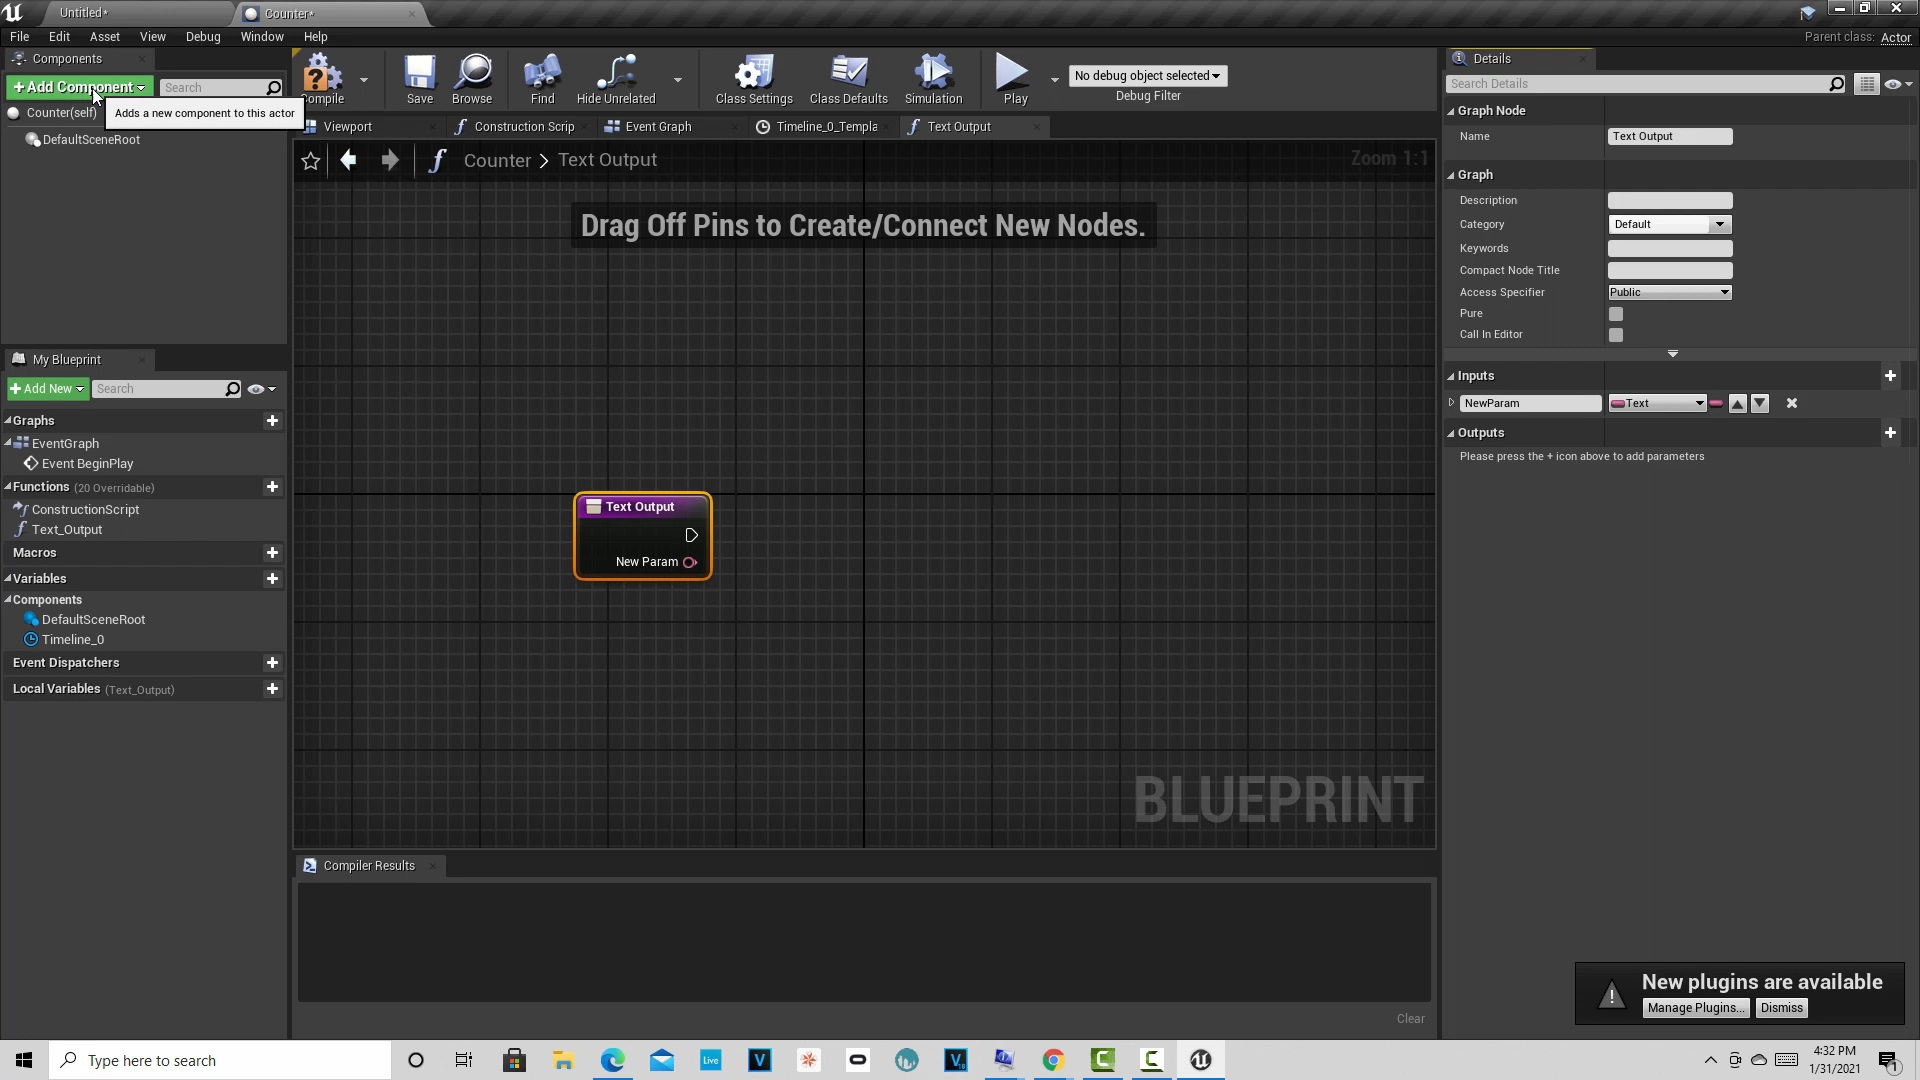 Untitled*
Counter*
File Edit Asset View Debug Window Help
Parent class: Actor
Components
+Add Component
Search
Adds a new component to this actor
Counter(self)
DefaultSceneRoot
Compile
Save
Browse
Find
Hide Unrelated
Class Settings
Class Defaults
Simulation
Play
No debug object selected
Debug Filter
Viewport
Construction Scrip
Event Graph
Timeline_0_Templa
Text Output
Counter > Text Output
Zoom 1:1
Drag Off Pins to Create/Connect New Nodes.
Text Output
New Param
BLUEPRINT
My Blueprint
+Add New
Search
Graphs
EventGraph
Event BeginPlay
Functions (20 Overridable)
ConstructionScript
Text_Output
Macros
Variables
Components
DefaultSceneRoot
Timeline_0
Event Dispatchers
Local Variables (Text_Output)
Compiler Results
Clear
Details
Search Details
Graph Node
Name Text Output
Graph
Description
Category Default
Keywords
Compact Node Title
Access Specifier Public
Pure
Call In Editor
Inputs
NewParam Text
Outputs
Please press the + icon above to add parameters
New plugins are available
Manage Plugins...
Dismiss
Type here to search
Live
4:32 PM
1/31/2021